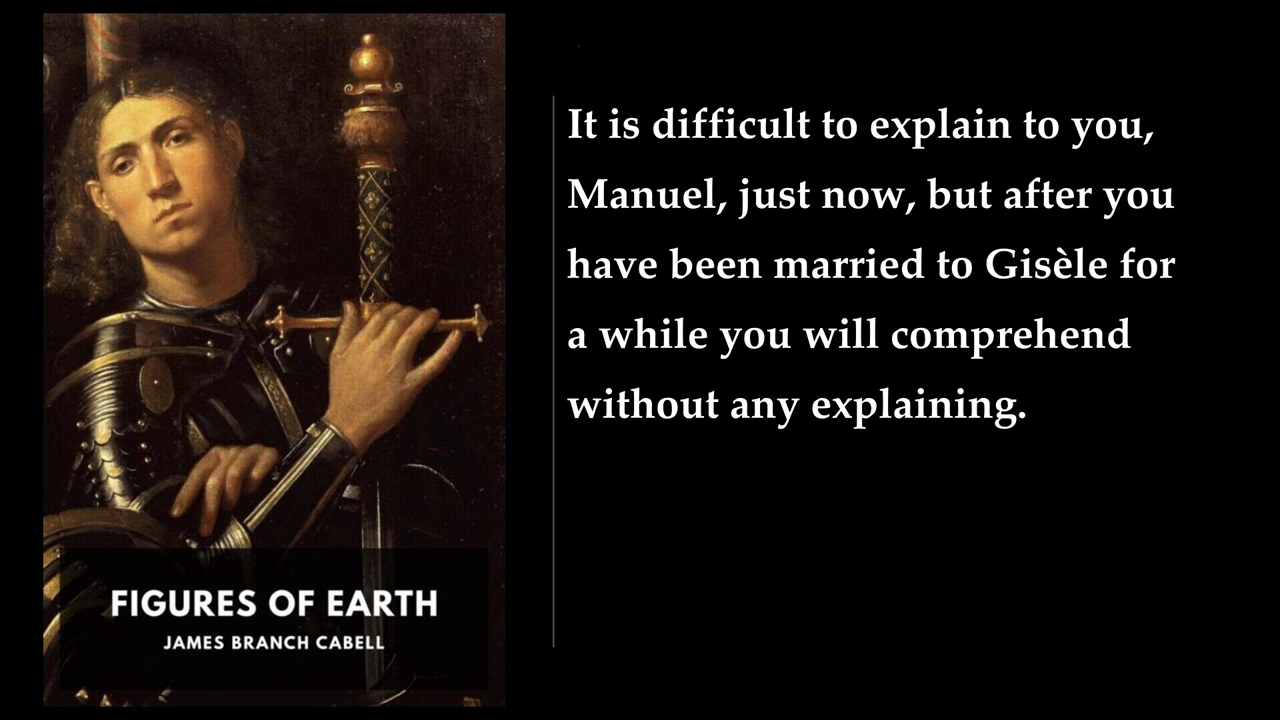 It is difficult to explain to you,
Manuel, just now, but after you
have been married to Gisèle for
a while you will comprehend
without any explaining.
FIGURES OF EARTH
JAMES BRANCH CABELL